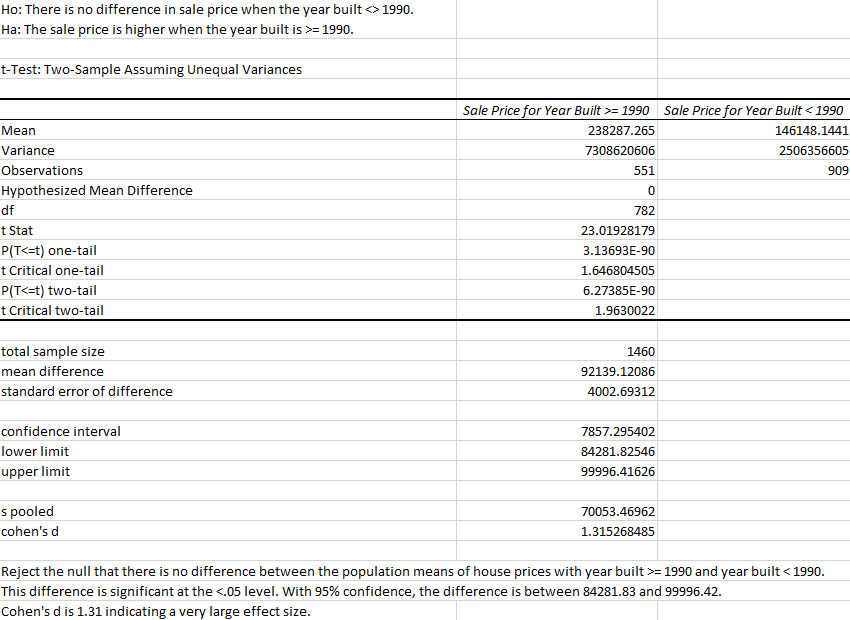 Ho: There is no difference in sale price when the year built <> 1990.
Ha: The sale price is higher when the year built is >= 1990.
t-Test: Two-Sample Assuming Unequal Variances
Sale Price for Year Built >= 1990 Sale Price for Year Built < 1990
Mean 238287.265 146148.1441
Variance 7308620606 2506356605
Observations 551 909
Hypothesized Mean Difference 0
df 782
t Stat 23.01928179
P(T<=t) one-tail 3.13693E-90
t Critical one-tail 1.646804505
P(T<=t) two-tail 6.27385E-90
t Critical two-tail 1.9630022
total sample size 1460
mean difference 92139.12086
standard error of difference 4002.69312
confidence interval 7857.295402
lower limit 84281.82546
upper limit 99996.41626
s pooled 70053.46962
cohen's d 1.315268485
Reject the null that there is no difference between the population means of house prices with year built >= 1990 and year built < 1990.
This difference is significant at the <.05 level. With 95% confidence, the difference is between 84281.83 and 99996.42.
Cohen's d is 1.31 indicating a very large effect size.